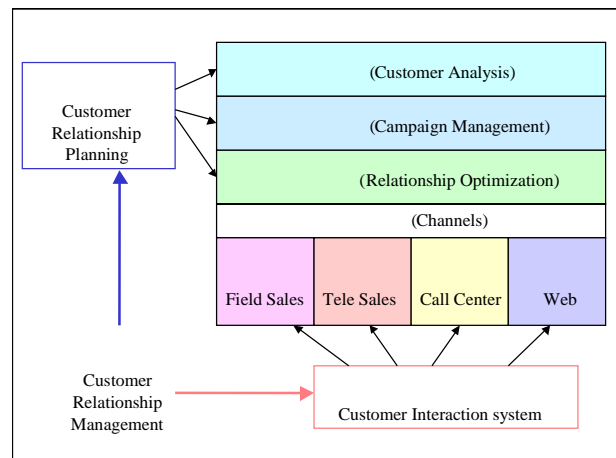 (Customer Analysis)
Customer
Relationship
Planning
(Campaign Management)
(Relationship Optimization)
(Channels)
Field Sales
Tele Sales
Call Center
Web
Customer
Relationship
Management
Customer Interaction system